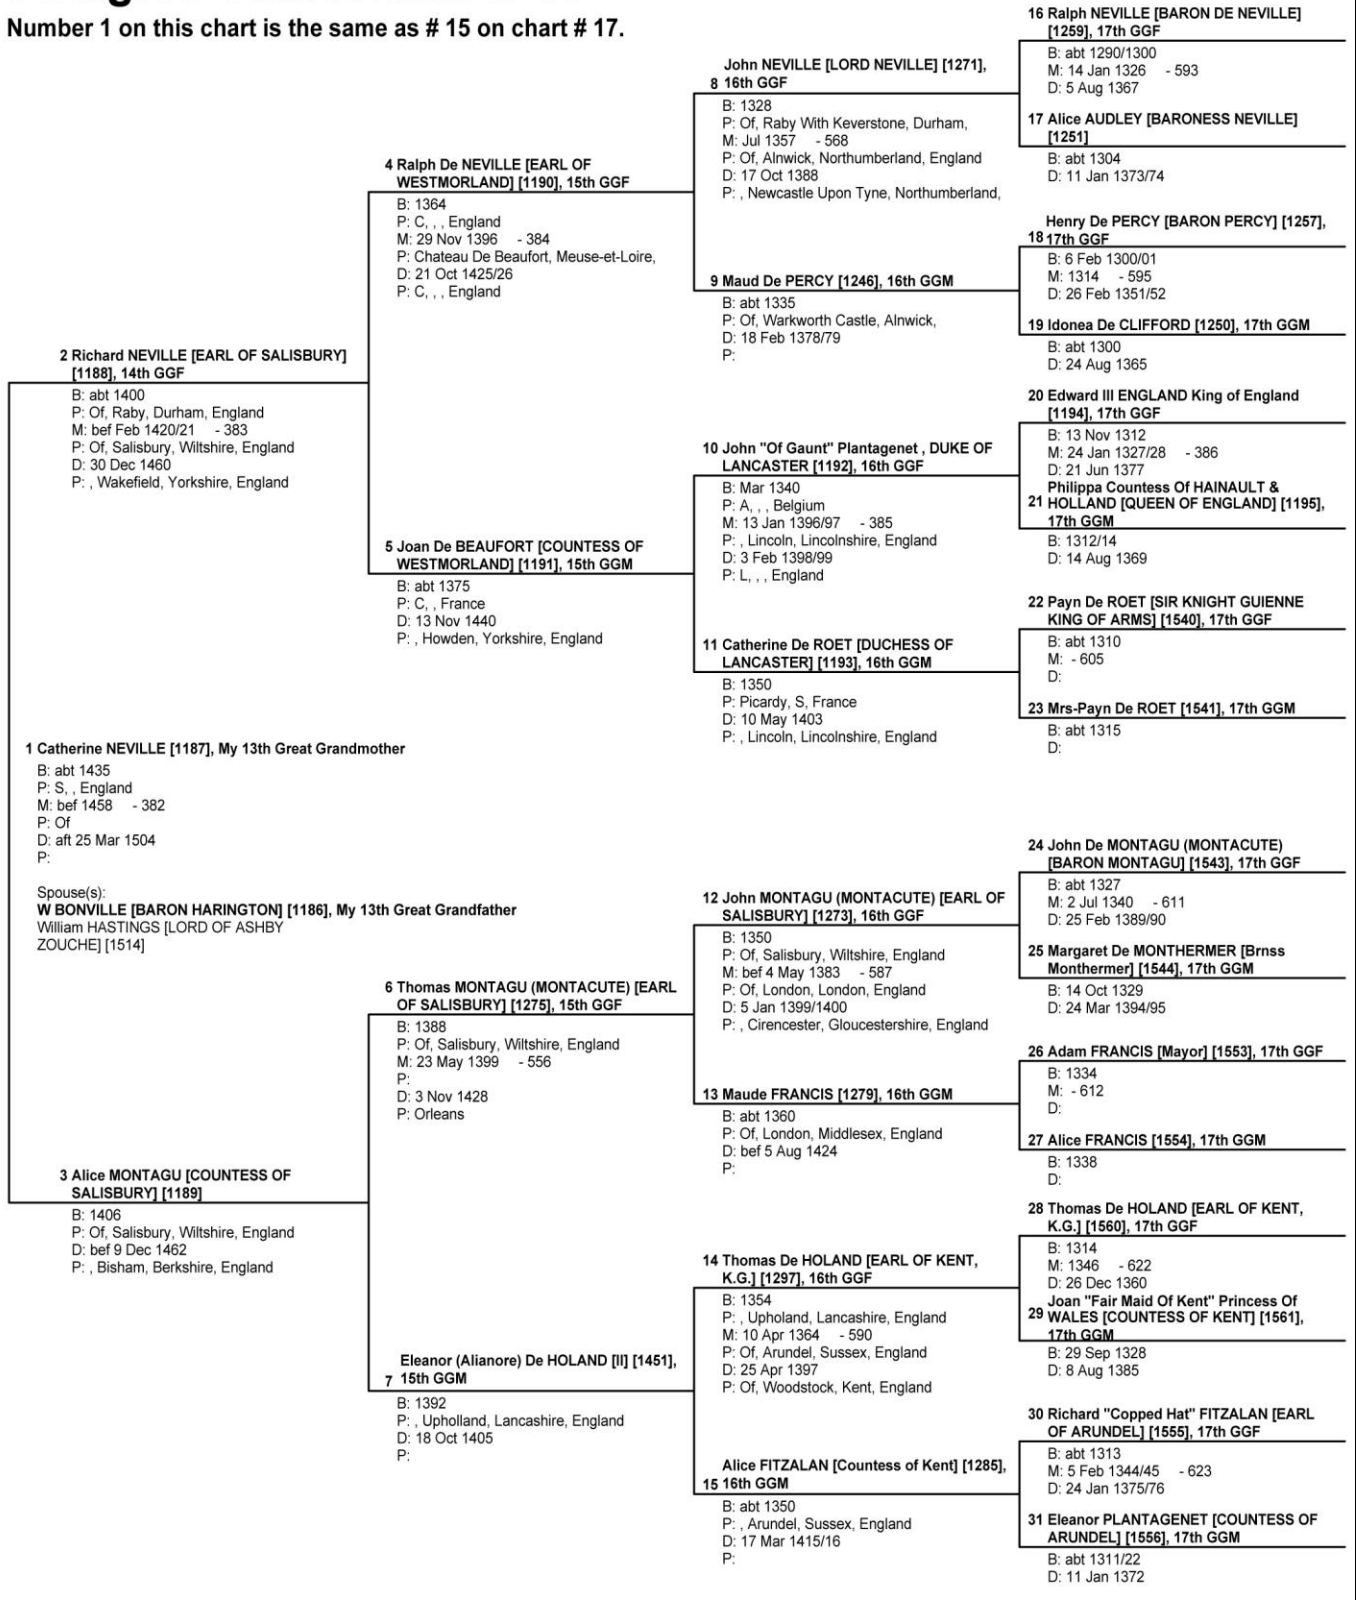 Number 1 on this chart is the same as # 15 on chart # 17.
16 Ralph NEVILLE [BARON DE NEVILLE]
[1259], 17th GGF
B: abt 1290/1300
M: 14 Jan 1326 - 593
D: 5 Aug 1367
John NEVILLE [LORD NEVILLE] [1271],
8 16th GGF
B: 1328
P: Of, Raby With Keverstone, Durham,
M: Jul 1357 - 568
P: Of, Alnwick, Northumberland, England
D: 17 Oct 1388
P: , Newcastle Upon Tyne, Northumberland,
17 Alice AUDLEY [BARONESS NEVILLE]
[1251]
B: abt 1304
D: 11 Jan 1373/74
4 Ralph De NEVILLE [EARL OF
WESTMORLAND] [1190], 15th GGF
B: 1364
P: C, , , England
M: 29 Nov 1396 - 384
P: Chateau De Beaufort, Meuse-et-Loire,
D: 21 Oct 1425/26
P: C, , , England
Henry De PERCY [BARON PERCY] [1257],
18 17th GGF
B: 6 Feb 1300/01
M: 1314 - 595
D: 26 Feb 1351/52
9 Maud De PERCY [1246], 16th GGM
B: abt 1335
P: Of, Warkworth Castle, Alnwick,
D: 18 Feb 1378/79
P:
19 Idonea De CLIFFORD [1250], 17th GGM
B: abt 1300
D: 24 Aug 1365
2 Richard NEVILLE [EARL OF SALISBURY]
[1188], 14th GGF
B: abt 1400
P: Of, Raby, Durham, England
M: bef Feb 1420/21 - 383
P: Of, Salisbury, Wiltshire, England
D: 30 Dec 1460
P: , Wakefield, Yorkshire, England
20 Edward III ENGLAND King of England
[1194], 17th GGF
B: 13 Nov 1312
M: 24 Jan 1327/28 - 386
D: 21 Jun 1377
10 John "Of Gaunt" Plantagenet , DUKE OF
LANCASTER [1192], 16th GGF
B: Mar 1340
P: A, , , Belgium
M: 13 Jan 1396/97 - 385
P: , Lincoln, Lincolnshire, England
D: 3 Feb 1398/99
P: L, , , England
Philippa Countess Of HAINAULT &
21 HOLLAND [QUEEN OF ENGLAND] [1195],
17th GGM
B: 1312/14
D: 14 Aug 1369
5 Joan De BEAUFORT [COUNTESS OF
WESTMORLAND] [1191], 15th GGM
B: abt 1375
P: C, , France
D: 13 Nov 1440
P: , Howden, Yorkshire, England
22 Payn De ROET [SIR KNIGHT GUIENNE
KING OF ARMS] [1540], 17th GGF
B: abt 1310
M: - 605
D:
11 Catherine De ROET [DUCHESS OF
LANCASTER] [1193], 16th GGM
B: 1350
P: Picardy, S, France
D: 10 May 1403
P: , Lincoln, Lincolnshire, England
23 Mrs-Payn De ROET [1541], 17th GGM
B: abt 1315
D:
1 Catherine NEVILLE [1187], My 13th Great Grandmother
B: abt 1435
P: S, , England
M: bef 1458 - 382
P: Of
D: aft 25 Mar 1504
P:
Spouse(s):
W BONVILLE [BARON HARINGTON] [1186], My 13th Great Grandfather
William HASTINGS [LORD OF ASHBY
ZOUCHE] [1514]
24 John De MONTAGU (MONTACUTE)
[BARON MONTAGU] [1543], 17th GGF
B: abt 1327
M: 2 Jul 1340 - 611
D: 25 Feb 1389/90
12 John MONTAGU (MONTACUTE) [EARL OF
SALISBURY] [1273], 16th GGF
B: 1350
P: Of, Salisbury, Wiltshire, England
M: bef 4 May 1383 - 587
P: Of, London, London, England
D: 5 Jan 1399/1400
P: , Cirencester, Gloucestershire, England
25 Margaret De MONTHERMER [Brnss
Monthermer] [1544], 17th GGM
B: 14 Oct 1329
D: 24 Mar 1394/95
6 Thomas MONTAGU (MONTACUTE) [EARL
OF SALISBURY] [1275], 15th GGF
B: 1388
P: Of, Salisbury, Wiltshire, England
M: 23 May 1399 - 556
P:
D: 3 Nov 1428
P: Orleans
26 Adam FRANCIS [Mayor] [1553], 17th GGF
B: 1334
M: - 612
D:
13 Maude FRANCIS [1279], 16th GGM
B: abt 1360
P: Of, London, Middlesex, England
D: bef 5 Aug 1424
P:
27 Alice FRANCIS [1554], 17th GGM
B: 1338
D:
3 Alice MONTAGU [COUNTESS OF
SALISBURY] [1189]
B: 1406
P: Of, Salisbury, Wiltshire, England
D: bef 9 Dec 1462
P: , Bisham, Berkshire, England
28 Thomas De HOLAND [EARL OF KENT,
K.G.] [1560], 17th GGF
B: 1314
M: 1346 - 622
D: 26 Dec 1360
14 Thomas De HOLAND [EARL OF KENT,
K.G.] [1297], 16th GGF
B: 1354
P: , Upholand, Lancashire, England
M: 10 Apr 1364 - 590
P: Of, Arundel, Sussex, England
D: 25 Apr 1397
P: Of, Woodstock, Kent, England
Joan "Fair Maid Of Kent" Princess Of
29 WALES [COUNTESS OF KENT] [1561],
17th GGM
B: 29 Sep 1328
D: 8 Aug 1385
Eleanor (Alianore) De HOLAND [II] [1451],
7 15th GGM
B: 1392
P: , Upholland, Lancashire, England
D: 18 Oct 1405
P:
30 Richard "Copped Hat" FITZALAN [EARL
OF ARUNDEL] [1555], 17th GGF
B: abt 1313
M: 5 Feb 1344/45 - 623
D: 24 Jan 1375/76
Alice FITZALAN [Countess of Kent] [1285],
15 16th GGM
B: abt 1350
P: , Arundel, Sussex, England
D: 17 Mar 1415/16
P:
31 Eleanor PLANTAGENET [COUNTESS OF
ARUNDEL] [1556], 17th GGM
B: abt 1311/22
D: 11 Jan 1372